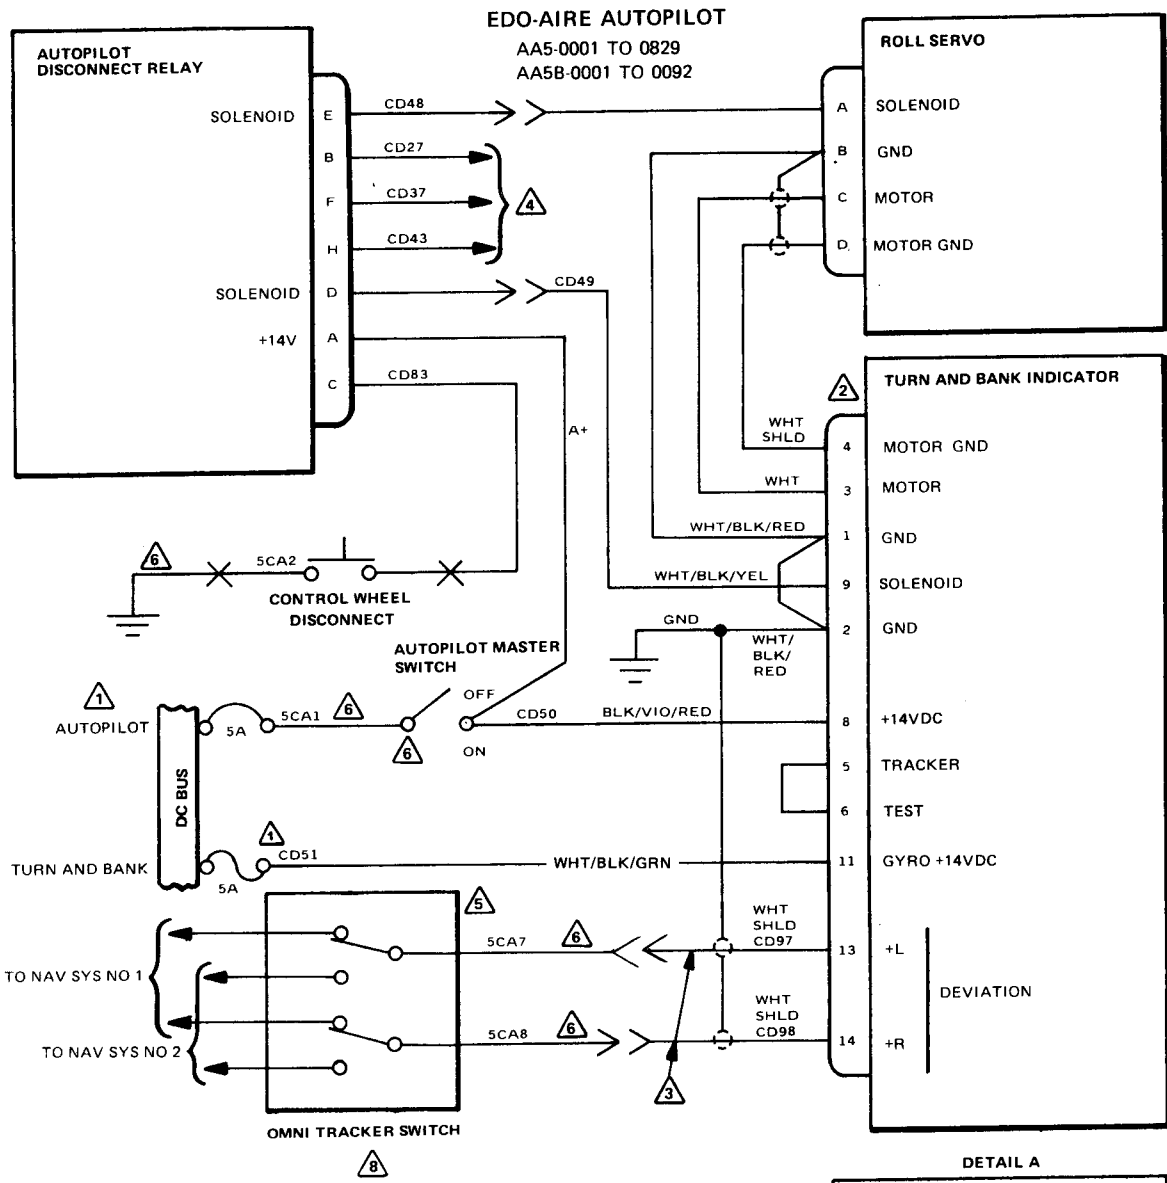 EDO-AIRE AUTOPILOT
AA5-0001 TO 0829
AA5B-0001 TO 0092
AUTOPILOT
DISCONNECT RELAY
SOLENOID E CD48
B CD27
F CD37
4
H CD43
SOLENOID D CD49
+14V A
C CD83
A+
ROLL SERVO
A SOLENOID
B GND
C MOTOR
D. MOTOR GND
TURN AND BANK INDICATOR
2
WHT
SHLD
4 MOTOR GND
WHT 3 MOTOR
WHT/BLK/RED 1 GND
WHT/BLK/YEL 9 SOLENOID
GND
WHT/
BLK/
RED
2 GND
6
5CA2
CONTROL WHEEL
DISCONNECT
AUTOPILOT MASTER
SWITCH
OFF
ON
1
AUTOPILOT
5A
5CA1
6
6
CD50
BLK/VIO/RED
8 +14VDC
5 TRACKER
6 TEST
DC BUS
TURN AND BANK
5A
1
CD51
WHT/BLK/GRN
11 GYRO +14VDC
5
5CA7
6
WHT
SHLD
CD97
13 +L
DEVIATION
TO NAV SYS NO 1
TO NAV SYS NO 2
5CA8
6
WHT
SHLD
CD98
14 +R
3
OMNI TRACKER SWITCH
8
DETAIL A